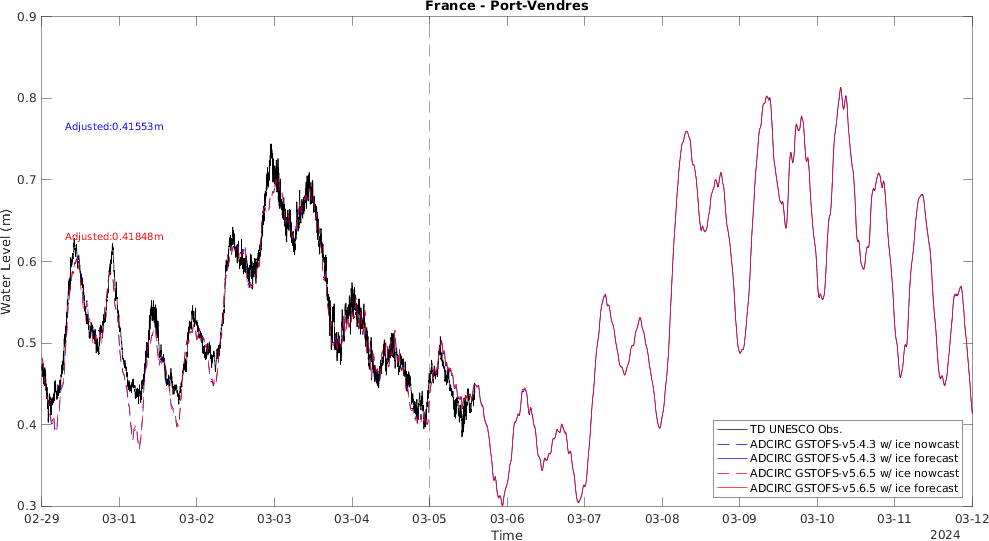 France - Port-Vendres
0.9
0.8
0.7
0.6
0.5
0.4
0.3
Water Level (m)
Adjusted:0.41553m
Adjusted:0.41848m
TD UNESCO Obs.
ADCIRC GSTOFS-v5.4.3 w/ ice nowcast
ADCIRC GSTOFS-v5.4.3 w/ ice forecast
ADCIRC GSTOFS-v5.6.5 w/ ice nowcast
ADCIRC GSTOFS-v5.6.5 w/ ice forecast
02-29 03-01 03-02 03-03 03-04 03-05 03-06 03-07 03-08 03-09 03-10 03-11 03-12
Time
2024